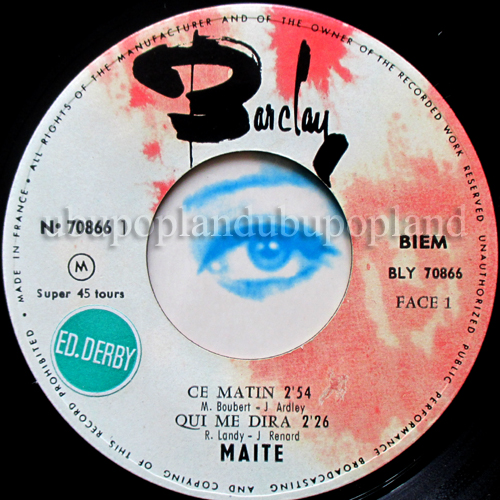 • MADE IN FRANCE • ALL RIGHTS OF THE MANUFACTURER AND OF THE OWNER OF THE RECORDED WORK RESERVED UNAUTHORIZED PUBLIC PERFORMANCE BROADCASTING AND COPYING OF THIS RECORD PROHIBITED
Barclay
ubupoplandubupopland
Nº 70866 1
BIEM
M
BLY 70866
Super 45 tours
FACE 1
ED. DERBY
CE MATIN 2'54
M. Boubert - J Ardley
QUI ME DIRA 2'26
R. Landy - J Renard
MAITE